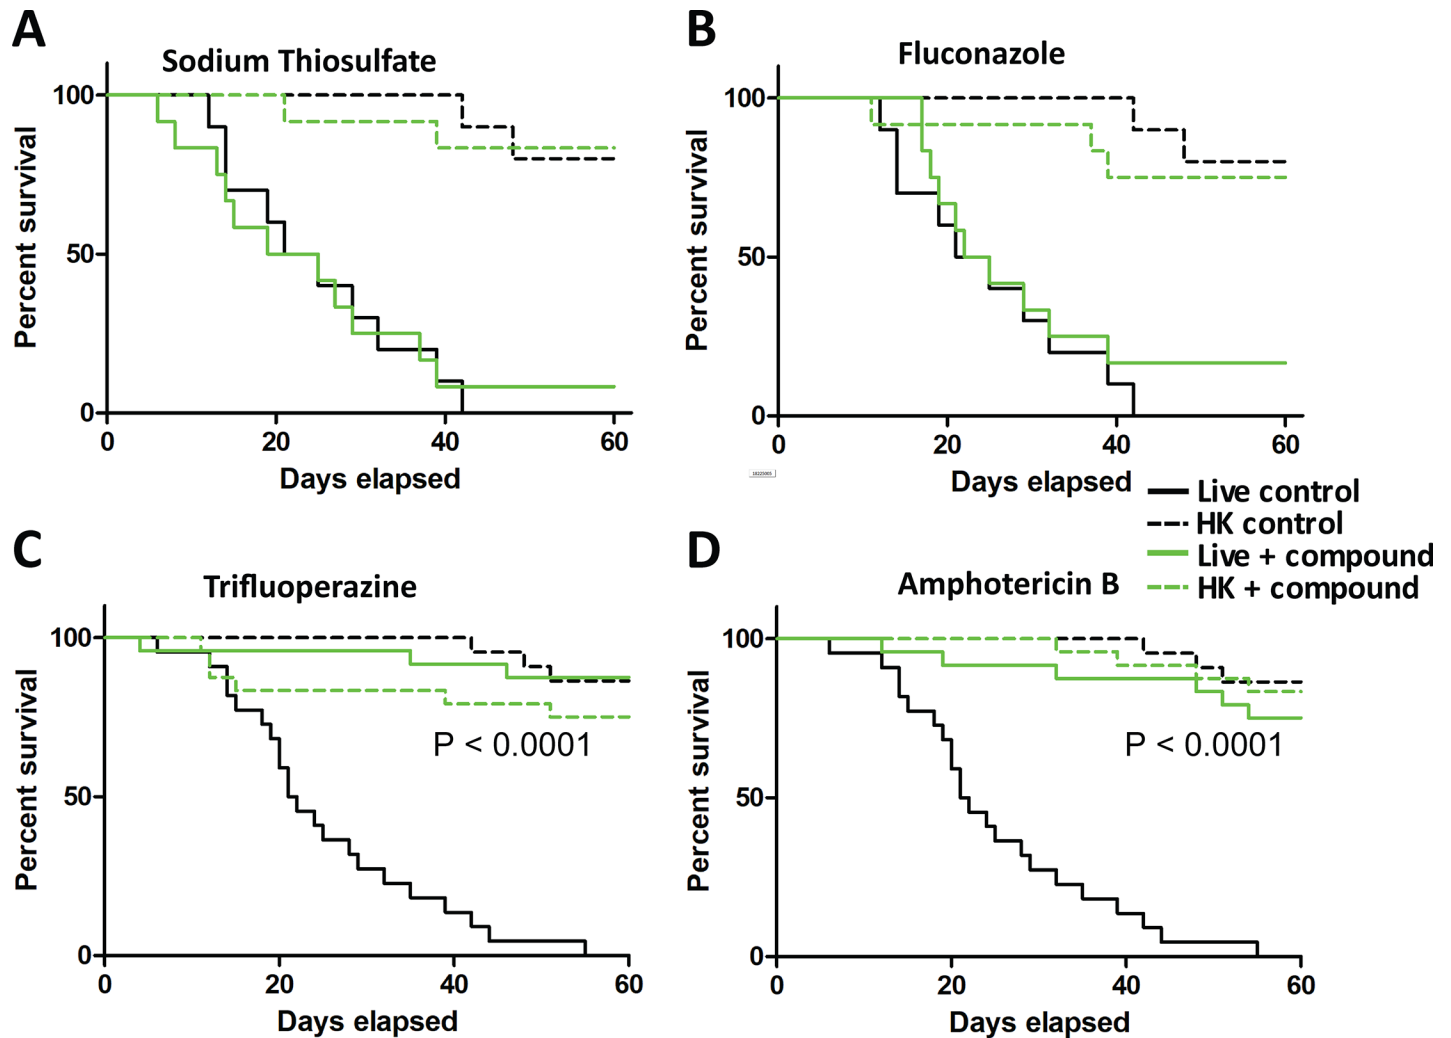 A
Sodium Thiosulfate
100
50
0
0
20
40
60
Percent survival
Days elapsed
B
Fluconazole
100
50
0
0
20
40
60
Percent survival
Days elapsed
Live control
HK control
Live + compound
HK + compound
C
Trifluoperazine
100
50
0
0
20
40
60
Percent survival
P < 0.0001
Days elapsed
D
Amphotericin B
100
50
0
0
20
40
60
Percent survival
P < 0.0001
Days elapsed